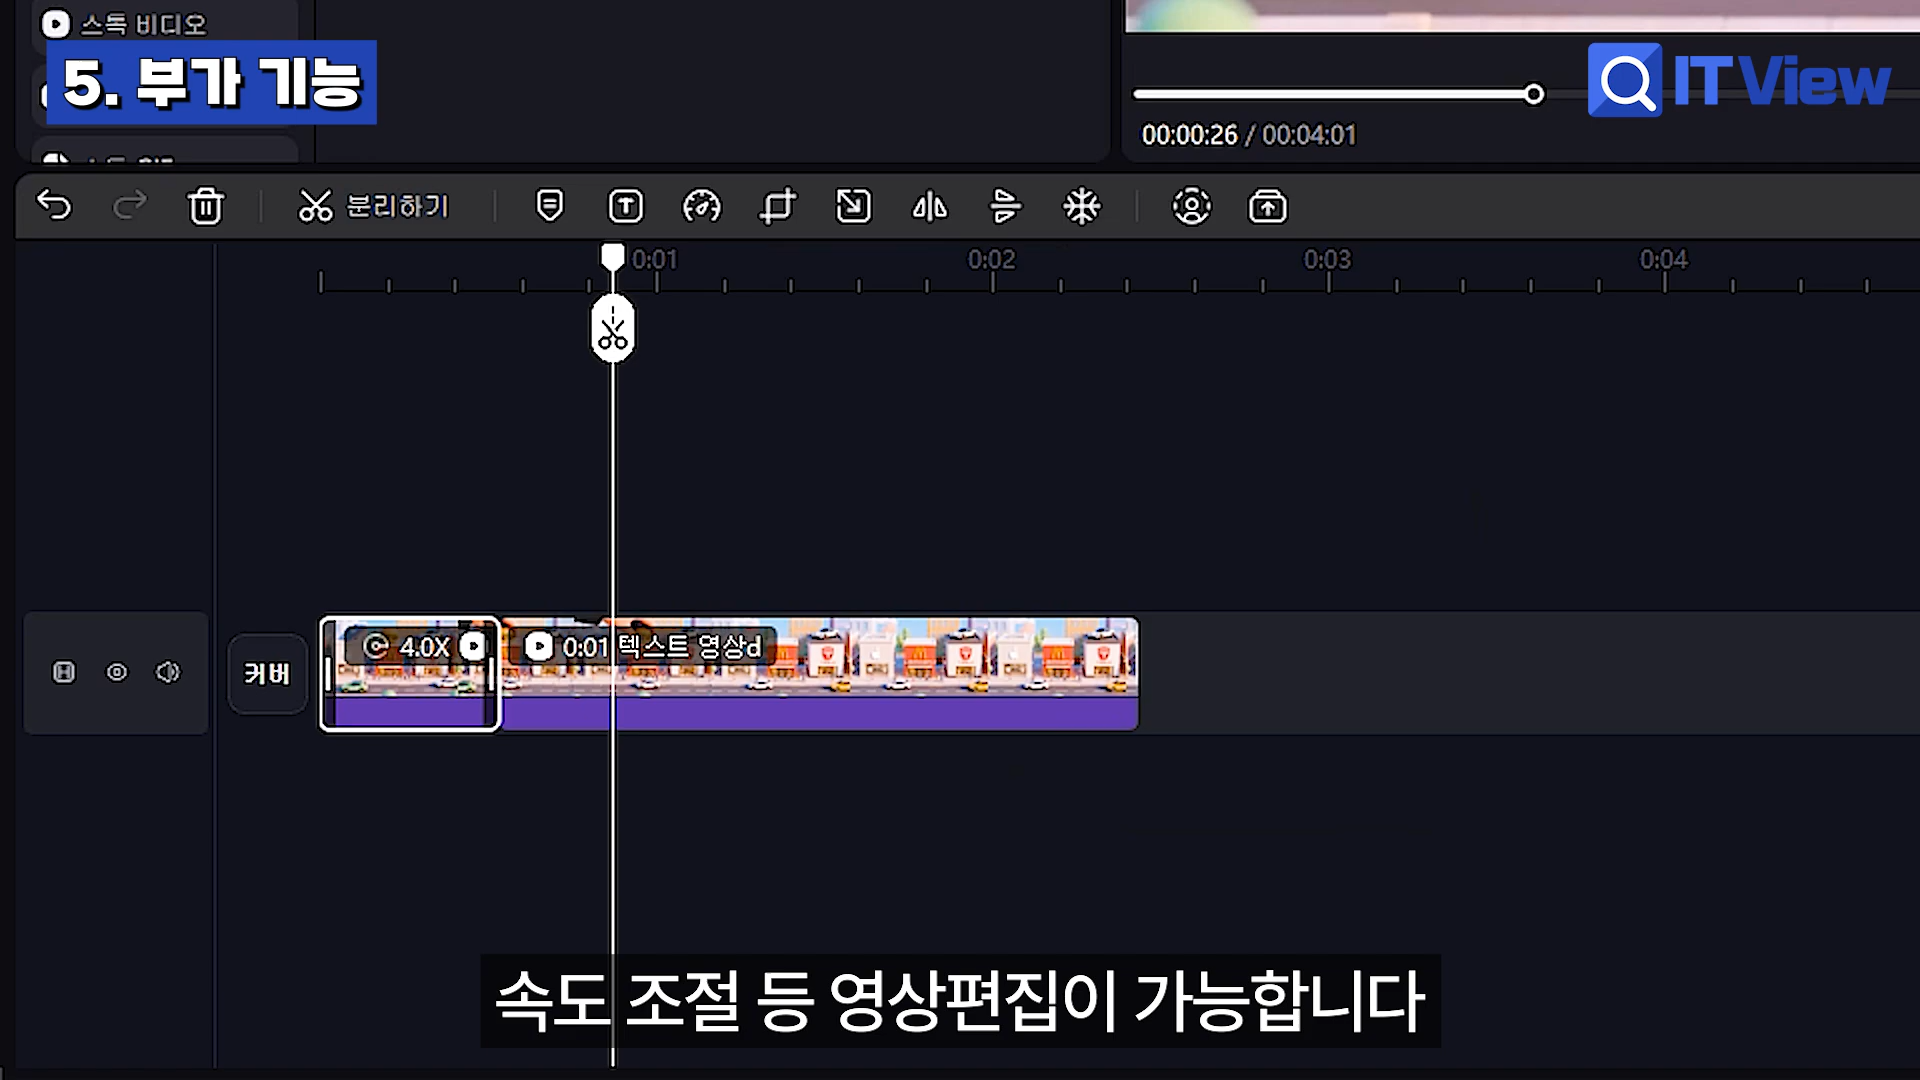 스톡 비디오
5. 부가 기능
ITView
00:00:26 / 00:04:01
분리하기
0:01
0:02
0:03
0:04
커버
4.0X
0:01 텍스트 영상d
속도 조절 등 영상편집이 가능합니다